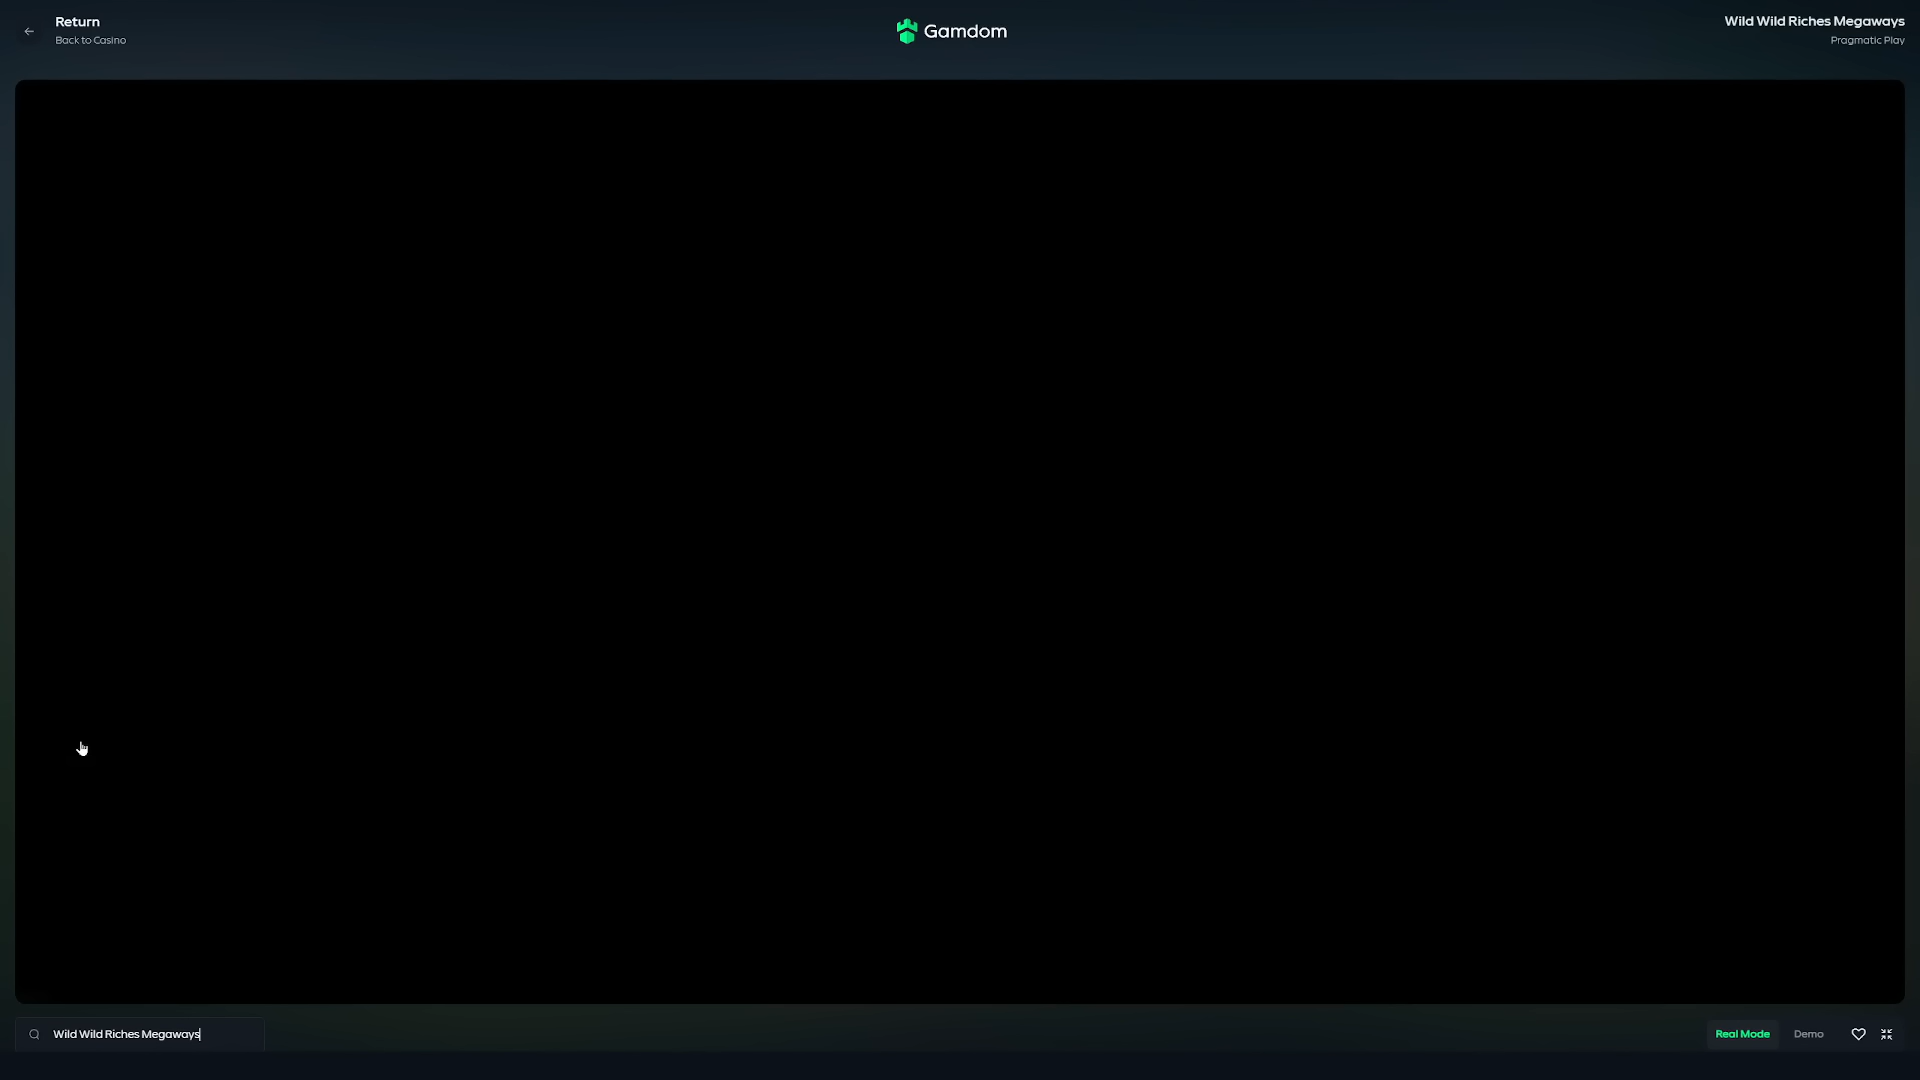 Return
Back to Casino
Gamdom
Wild Wild Riches Megaways
Pragmatic Play
Wild Wild Riches Megaways
Real Mode
Demo